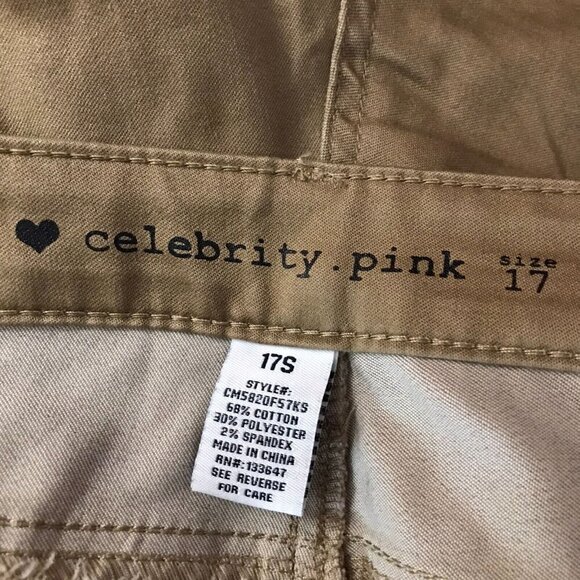 ♥ celebrity.pink size 17
17S
STYLE#:
CM5820F57KS
68% COTTON
30% POLYESTER
2% SPANDEX
MADE IN CHINA
RN#:133647
SEE REVERSE
FOR CARE